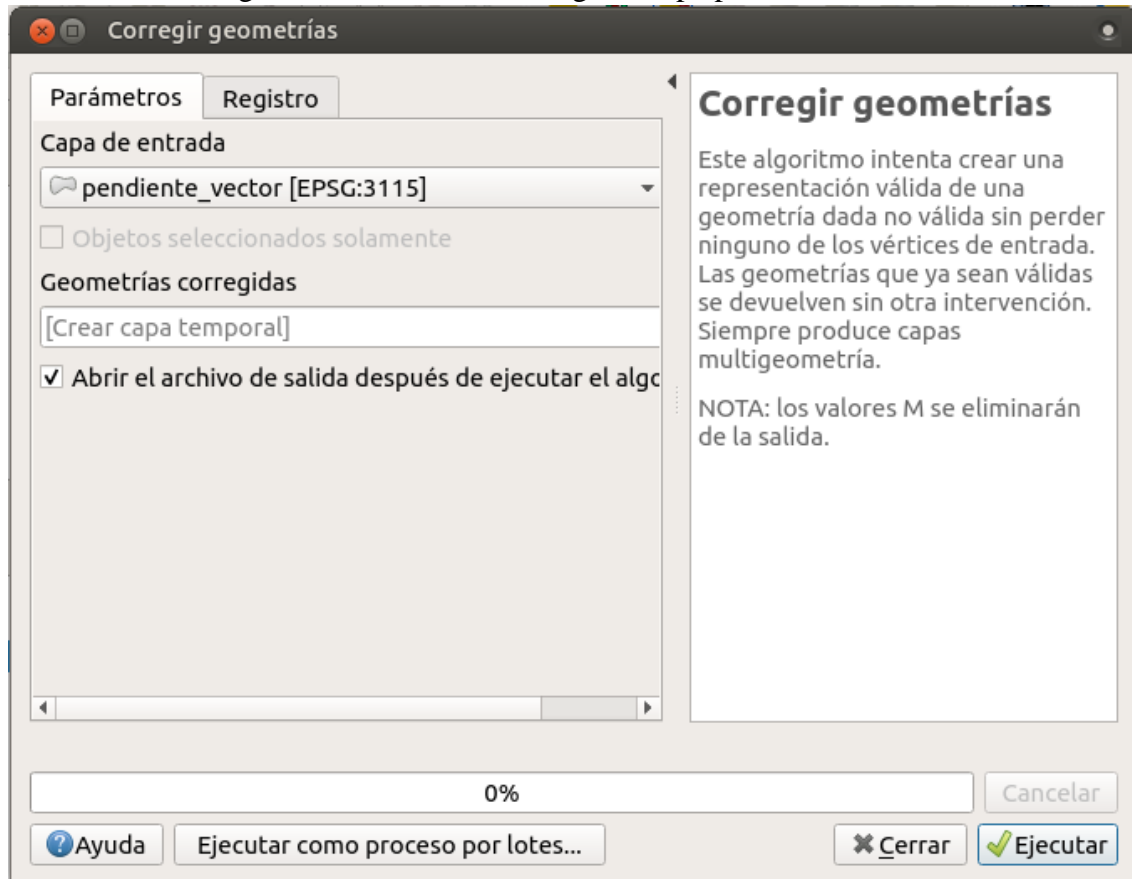 Corregir geometrías
Parámetros
Registro
Capa de entrada
pendiente_vector [EPSG:3115]
Objetos seleccionados solamente
Geometrías corregidas
[Crear capa temporal]
Abrir el archivo de salida después de ejecutar el algo
Corregir geometrías
Este algoritmo intenta crear una
representación válida de una
geometría dada no válida sin perder
ninguno de los vértices de entrada.
Las geometrías que ya sean válidas
se devuelven sin otra intervención.
Siempre produce capas
multigeometría.
NOTA: los valores M se eliminarán
de la salida.
0%
Cancelar
Ayuda
Ejecutar como proceso por lotes...
Cerrar
Ejecutar